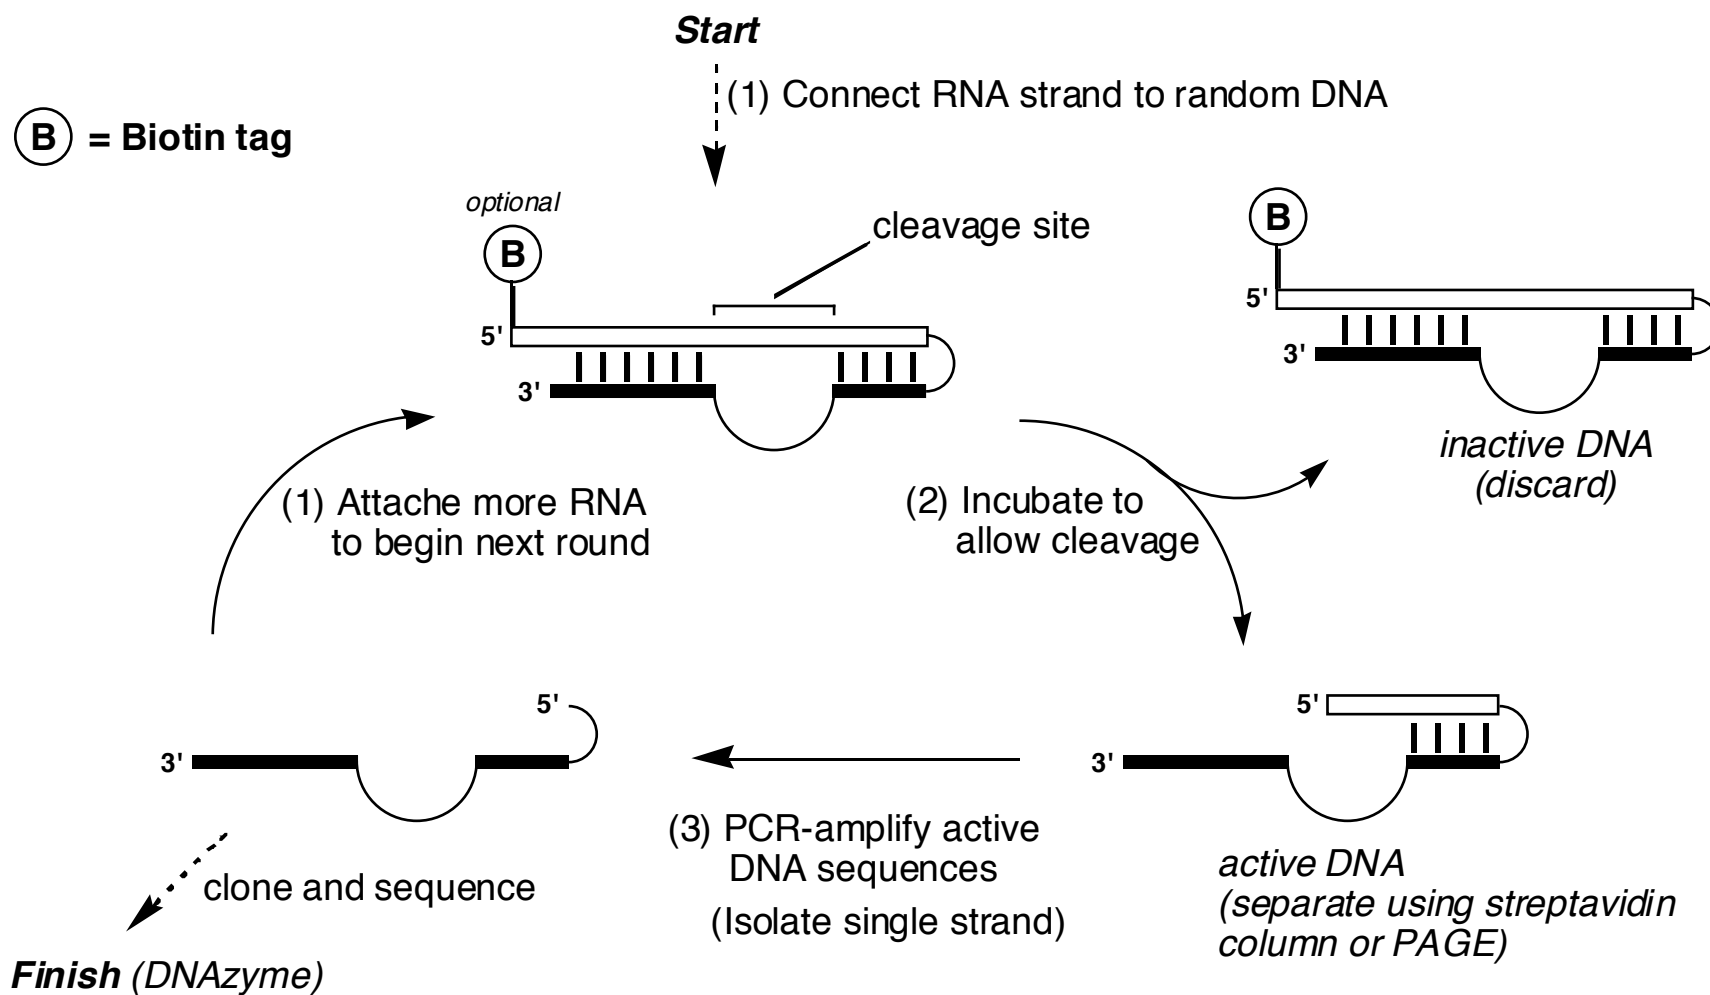 Start
(1) Connect RNA strand to random DNA
B = Biotin tag
optional
B
cleavage site
5'
3'
B
5'
3'
inactive DNA
(discard)
(1) Attache more RNA
to begin next round
(2) Incubate to
allow cleavage
5'
3'
5'
3'
(3) PCR-amplify active
DNA sequences
(Isolate single strand)
active DNA
(separate using streptavidin
column or PAGE)
clone and sequence
Finish (DNAzyme)